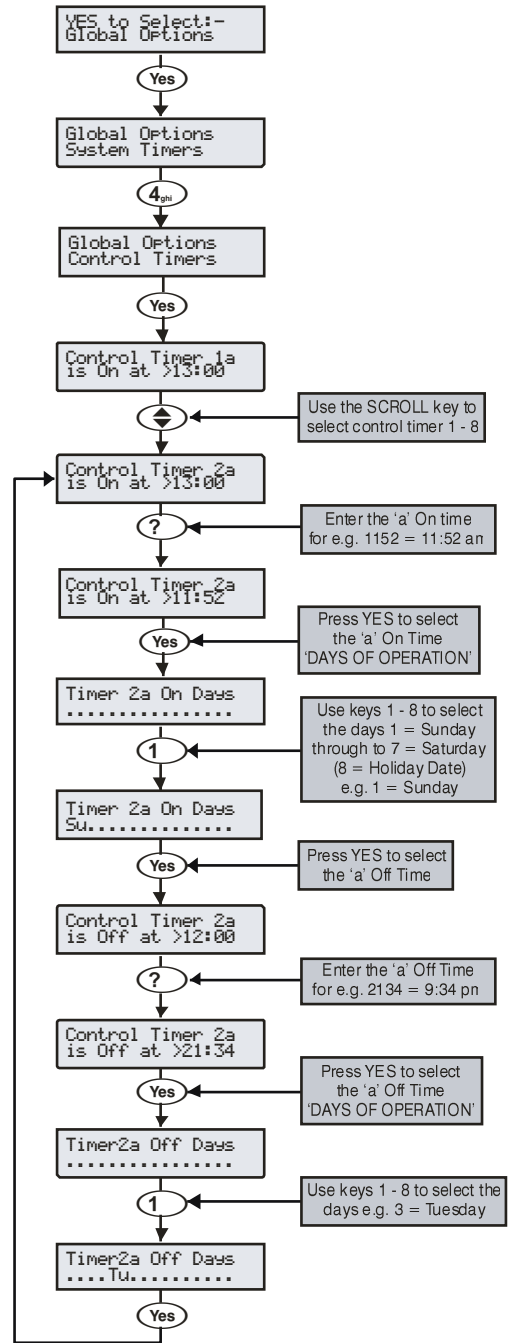 YES to Select:-
Global Options
Yes
Global Options
System Timers
4ghi
Global Options
Control Timers
Yes
Control Timer 1a
is On at >13:00
Use the SCROLL key to
select control timer 1 - 8
Control Timer 2a
is On at >13:00
?
Enter the ‘a’ On time
for e.g. 1152 = 11:52 am
Control Timer 2a
is On at >11:52
Yes
Press YES to select
the ‘a’ On Time
‘DAYS OF OPERATION’
Timer 2a On Days
................
1
Use keys 1 - 8 to select
the days 1 = Sunday
through to 7 = Saturday
(8 = Holiday Date)
e.g. 1 = Sunday
Timer 2a On Days
Su..............
Yes
Press YES to select
the ‘a’ Off Time
Control Timer 2a
is Off at >12:00
?
Enter the ‘a’ Off Time
for e.g. 2134 = 9:34 pm
Control Timer 2a
is Off at >21:34
Yes
Press YES to select
the ‘a’ Off Time
‘DAYS OF OPERATION’
Timer2a Off Days
................
1
Use keys 1 - 8 to select the
days e.g. 3 = Tuesday
Timer2a Off Days
....Tu..........
Yes